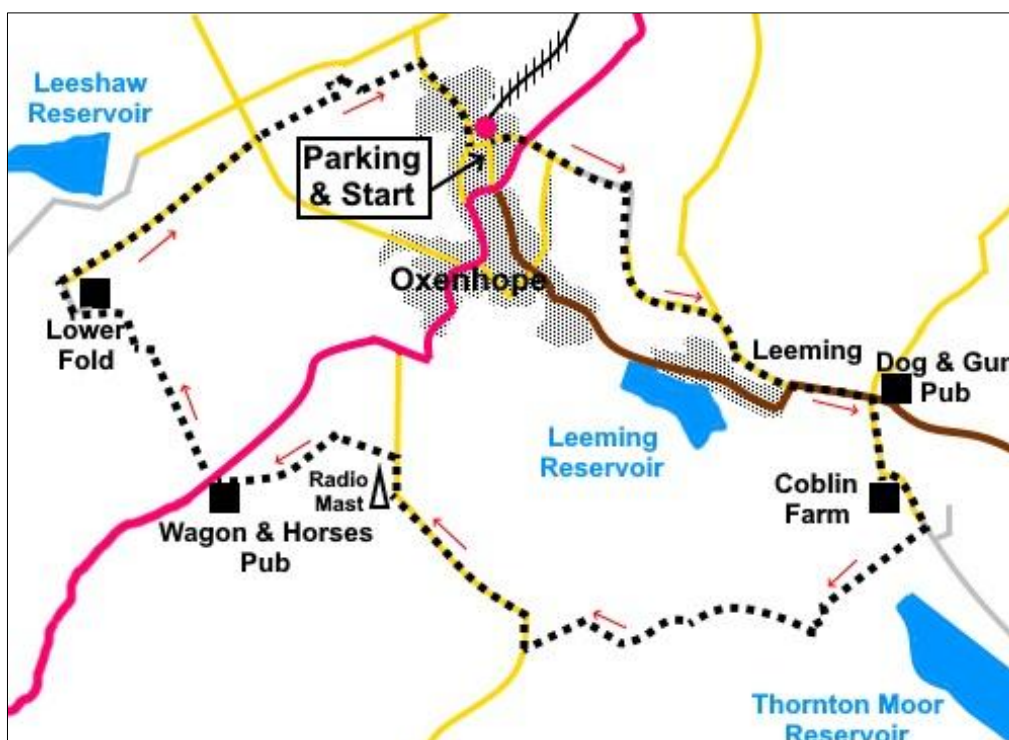 Leeshaw
Reservoir
Parking
& Start
Oxenhope
Lower
Fold
Leeming
Dog & Gun
Pub
Leeming
Reservoir
Radio
Mast
Coblin
Farm
Wagon & Horses
Pub
Thornton Moor
Reservoir